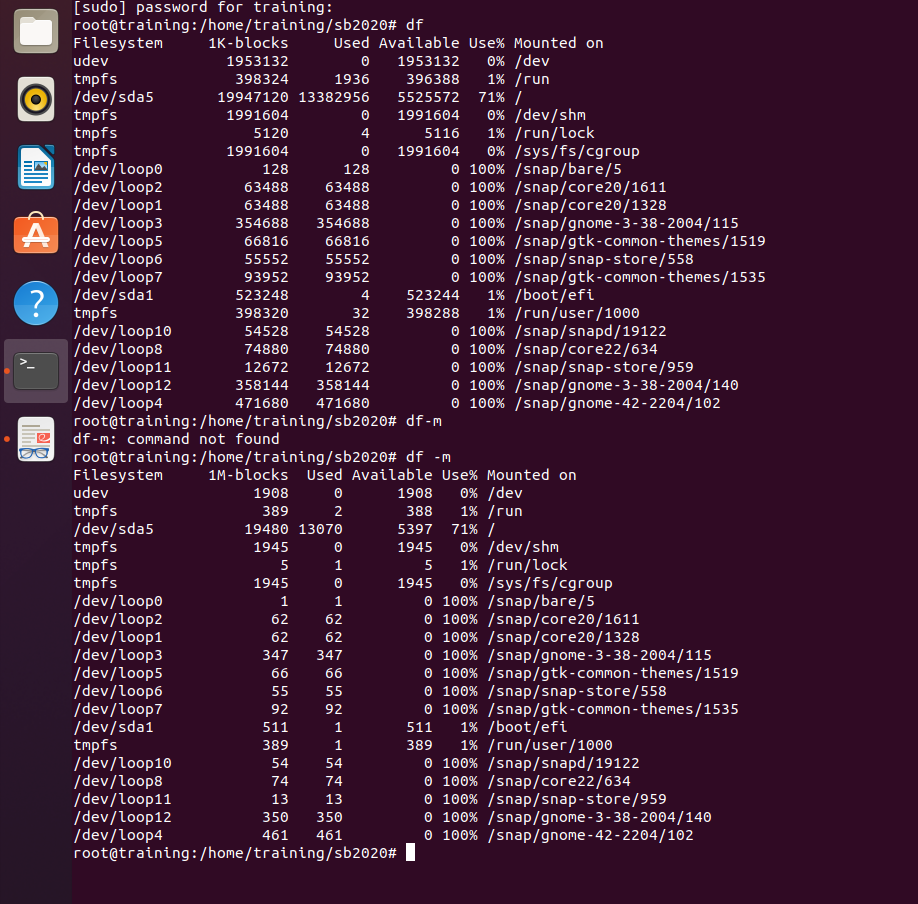 [sudo] password for training:
root@training:/home/training/sb2020# df
Filesystem     1K-blocks     Used Available Use% Mounted on
udev             1953132        0   1953132   0% /dev
tmpfs             398324     1936    396388   1% /run
/dev/sda5       19947120 13382956   5525572  71% /
tmpfs            1991604        0   1991604   0% /dev/shm
tmpfs               5120        4      5116   1% /run/lock
tmpfs            1991604        0   1991604   0% /sys/fs/cgroup
/dev/loop0           128      128         0 100% /snap/bare/5
/dev/loop2         63488    63488         0 100% /snap/core20/1611
/dev/loop1         63488    63488         0 100% /snap/core20/1328
/dev/loop3        354688   354688         0 100% /snap/gnome-3-38-2004/115
/dev/loop5         66816    66816         0 100% /snap/gtk-common-themes/1519
/dev/loop6         55552    55552         0 100% /snap/snap-store/558
/dev/loop7         93952    93952         0 100% /snap/gtk-common-themes/1535
/dev/sda1         523248        4    523244   1% /boot/efi
tmpfs             398320       32    398288   1% /run/user/1000
/dev/loop10        54528    54528         0 100% /snap/snapd/19122
/dev/loop8         74880    74880         0 100% /snap/core22/634
/dev/loop11        12672    12672         0 100% /snap/snap-store/959
/dev/loop12       358144   358144         0 100% /snap/gnome-3-38-2004/140
/dev/loop4        471680   471680         0 100% /snap/gnome-42-2204/102
root@training:/home/training/sb2020# df-m
df-m: command not found
root@training:/home/training/sb2020# df -m
Filesystem     1M-blocks  Used Available Use% Mounted on
udev                1908     0      1908   0% /dev
tmpfs                389     2       388   1% /run
/dev/sda5          19480 13070      5397  71% /
tmpfs               1945     0      1945   0% /dev/shm
tmpfs                  5     1         5   1% /run/lock
tmpfs               1945     0      1945   0% /sys/fs/cgroup
/dev/loop0             1     1         0 100% /snap/bare/5
/dev/loop2            62    62         0 100% /snap/core20/1611
/dev/loop1            62    62         0 100% /snap/core20/1328
/dev/loop3           347   347         0 100% /snap/gnome-3-38-2004/115
/dev/loop5            66    66         0 100% /snap/gtk-common-themes/1519
/dev/loop6            55    55         0 100% /snap/snap-store/558
/dev/loop7            92    92         0 100% /snap/gtk-common-themes/1535
/dev/sda1            511     1       511   1% /boot/efi
tmpfs                389     1       389   1% /run/user/1000
/dev/loop10           54    54         0 100% /snap/snapd/19122
/dev/loop8            74    74         0 100% /snap/core22/634
/dev/loop11           13    13         0 100% /snap/snap-store/959
/dev/loop12          350   350         0 100% /snap/gnome-3-38-2004/140
/dev/loop4           461   461         0 100% /snap/gnome-42-2204/102
root@training:/home/training/sb2020#